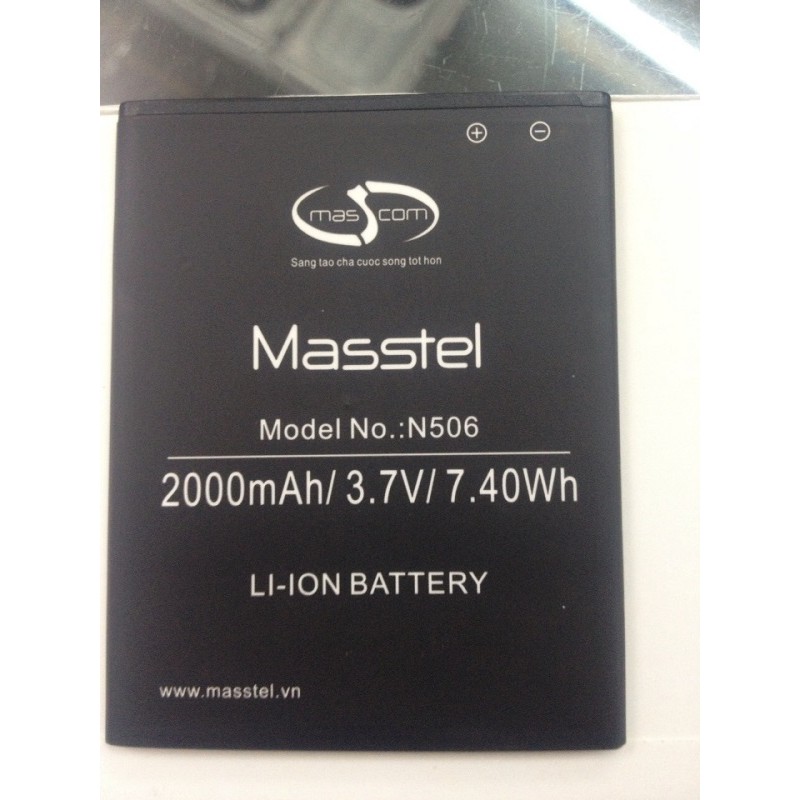 + −
mascom
Sang tao cha cuoc song tot hon
Masstel
Model No.:N506
2000mAh/ 3.7V/ 7.40Wh
LI-ION BATTERY
www.masstel.vn